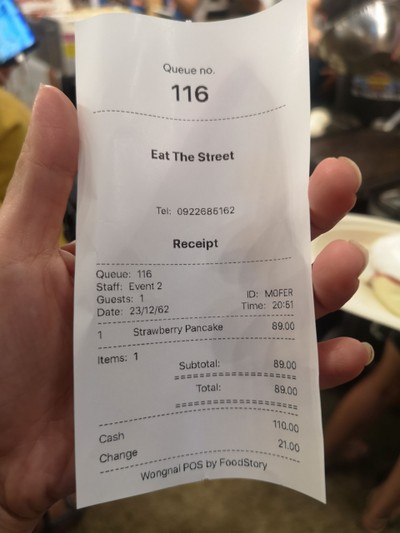 Queue no.
116
Eat The Street
Tel: 0922685162
Receipt
Queue: 116
Staff: Event 2
Guests: 1 ID: M0FER
Date: 23/12/62 Time: 20:51
1 Strawberry Pancake 89.00
Items: 1
Subtotal: 89.00
Total: 89.00
Cash 110.00
Change 21.00
Wongnai POS by FoodStory